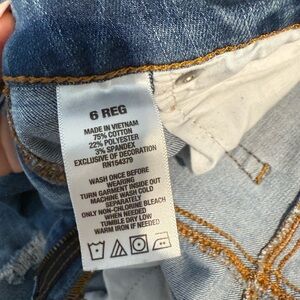 6 REG
MADE IN VIETNAM
75% COTTON
22% POLYESTER
3% SPANDEX
EXCLUSIVE OF DECORATION
RN164379
WASH ONCE BEFORE
WEARING
TURN GARMENT INSIDE OUT
MACHINE WASH COLD
SEPARATELY
ONLY NON-CHLORINE BLEACH
WHEN NEEDED
TUMBLE DRY LOW
WARM IRON IF NEEDED